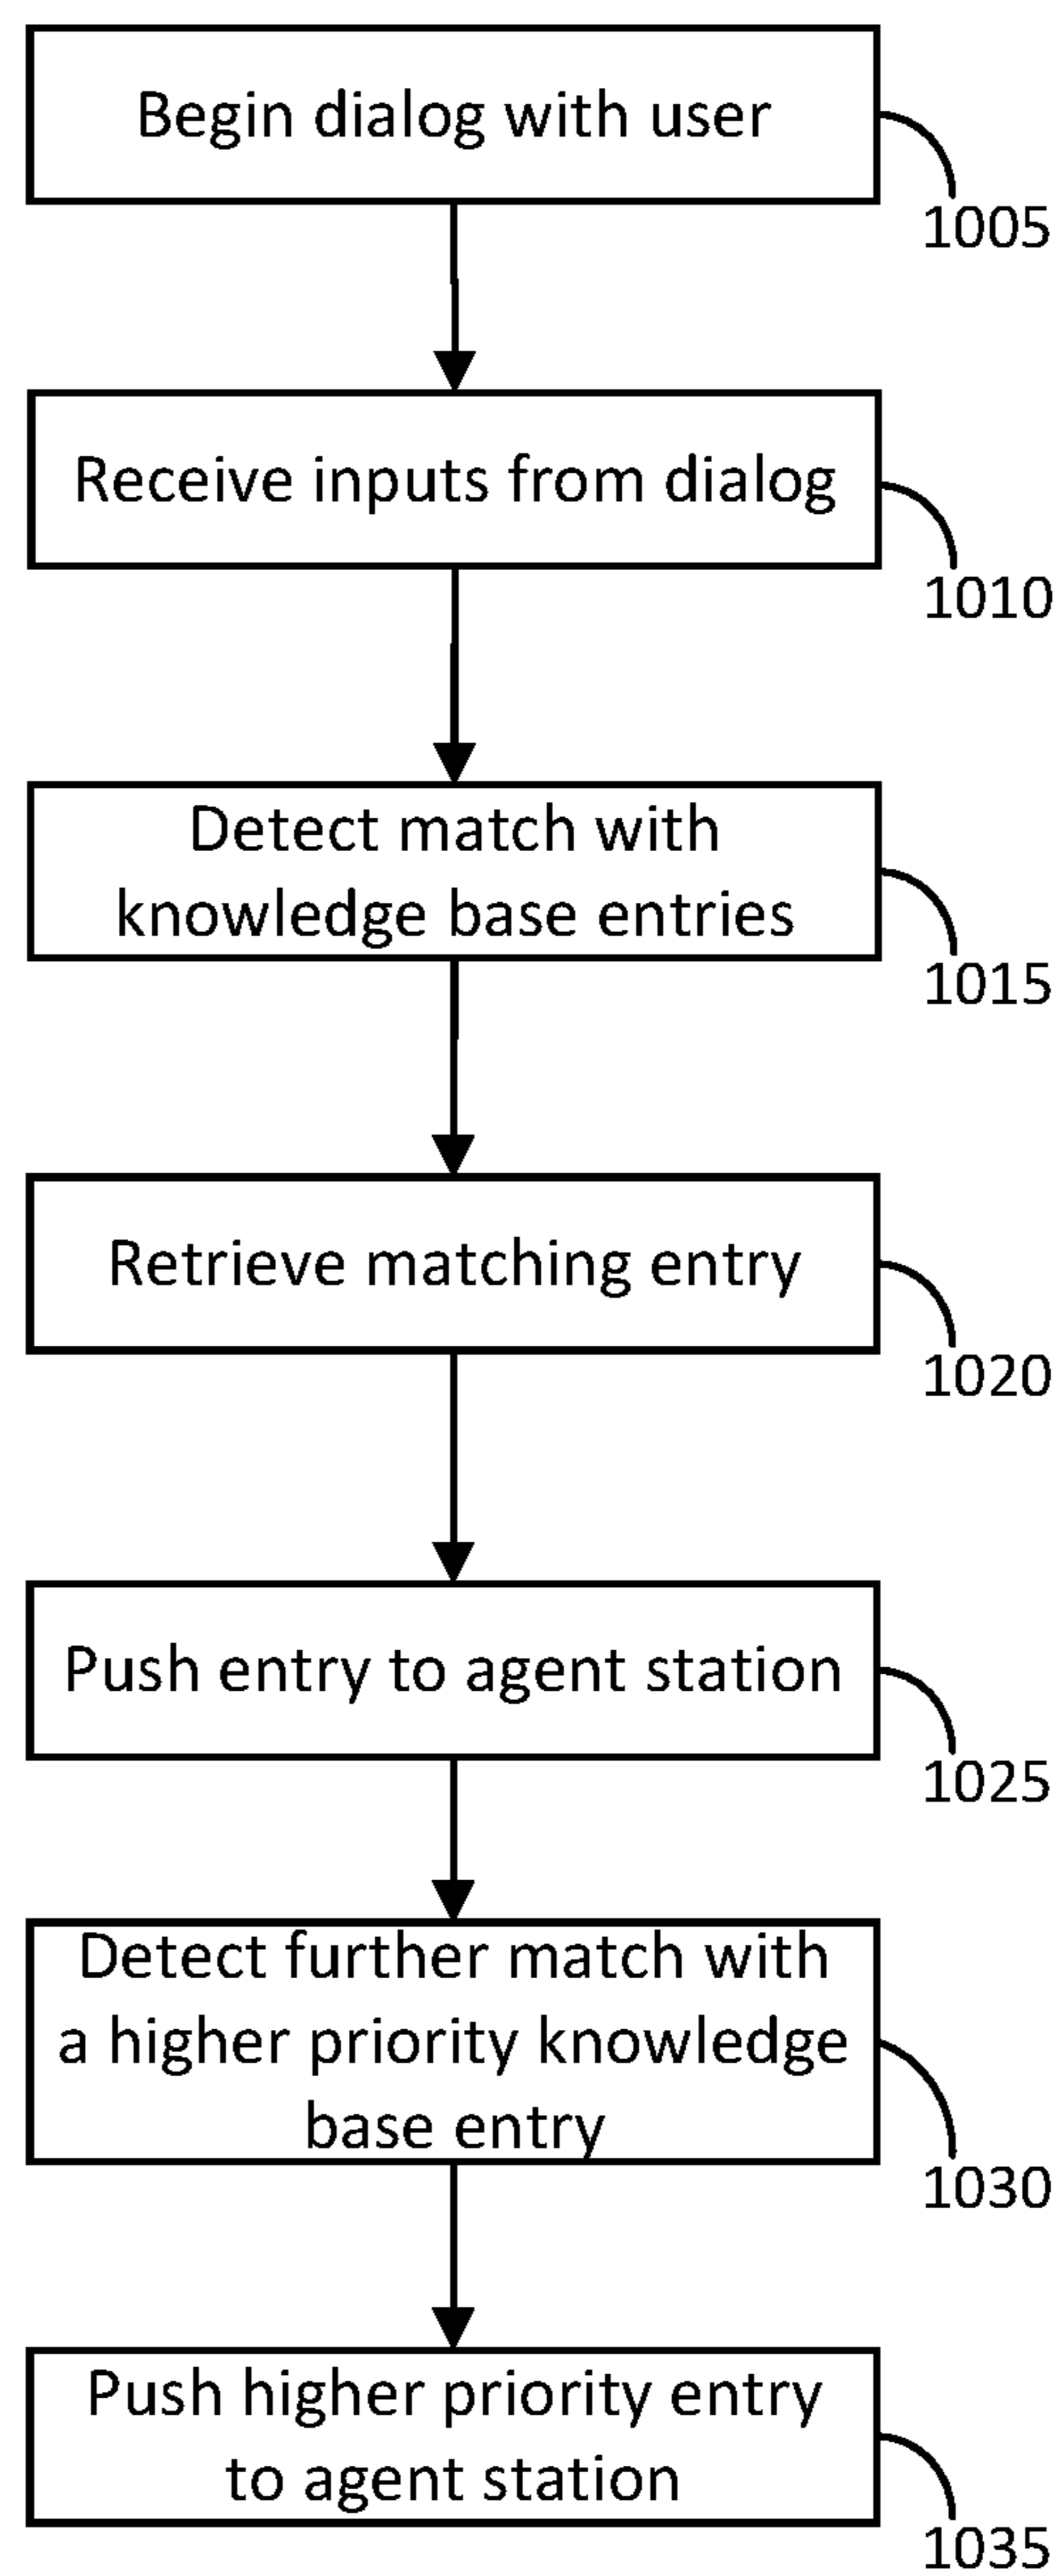 Begin dialog with user
1005
Receive inputs from dialog
1010
Detect match with
knowledge base entries
1015
Retrieve matching entry
1020
Push entry to agent station
1025
Detect further match with
a higher priority knowledge
base entry
1030
Push higher priority entry
to agent station
1035